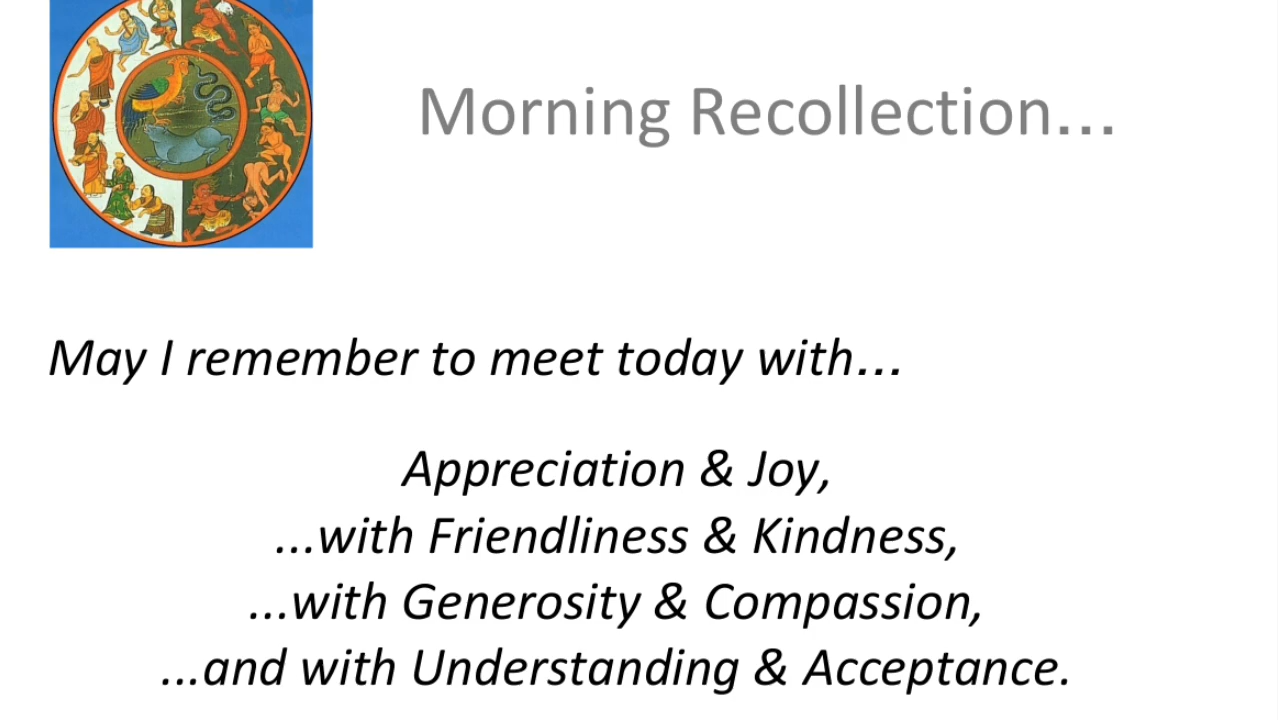 Morning Recollection...
May I remember to meet today with...
Appreciation & Joy,
...with Friendliness & Kindness,
...with Generosity & Compassion,
...and with Understanding & Acceptance.